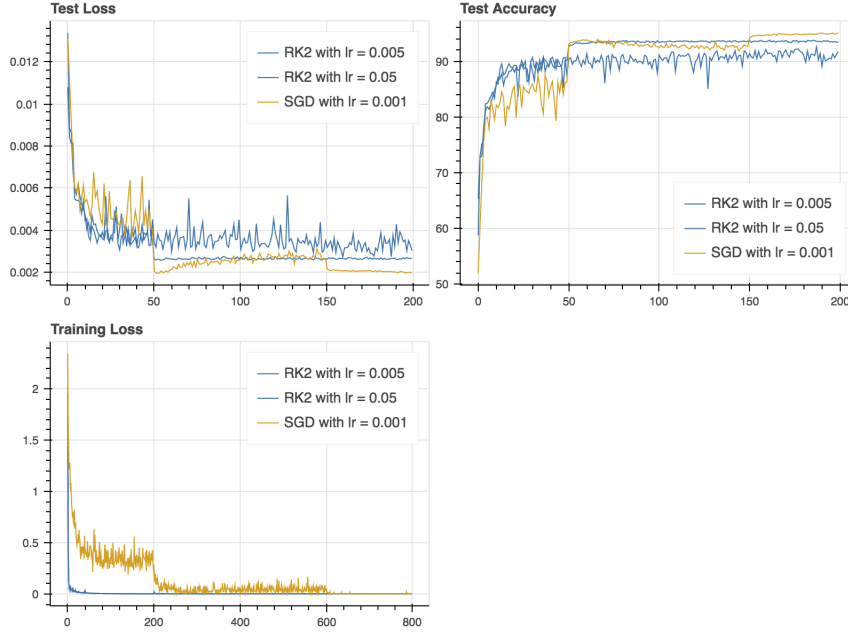 Test Loss
RK2 with lr = 0.005
RK2 with lr = 0.05
SGD with lr = 0.001
0.012
0.01
0.008
0.006
0.004
0.002
0 50 100 150 200
Test Accuracy
90
80
70
60
50
RK2 with lr = 0.005
RK2 with lr = 0.05
SGD with lr = 0.001
0 50 100 150 200
Training Loss
RK2 with lr = 0.005
RK2 with lr = 0.05
SGD with lr = 0.001
2
1.5
1
0.5
0
0 200 400 600 800